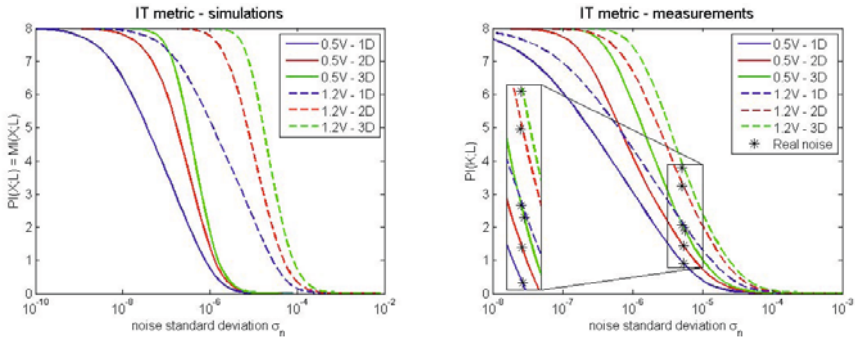 IT metric - simulations
PI(X;L) = MI(X;L)
8
7
6
5
4
3
2
1
0
0.5V - 1D
0.5V - 2D
0.5V - 3D
1.2V - 1D
1.2V - 2D
1.2V - 3D
10^-10
10^-8
10^-6
10^-4
10^-2
noise standard deviation σn
IT metric - measurements
PI(K;L)
8
7
6
5
4
3
2
1
0
0.5V - 1D
0.5V - 2D
0.5V - 3D
1.2V - 1D
1.2V - 2D
1.2V - 3D
Real noise
10^-8
10^-7
10^-6
10^-5
10^-4
10^-3
noise standard deviation σn